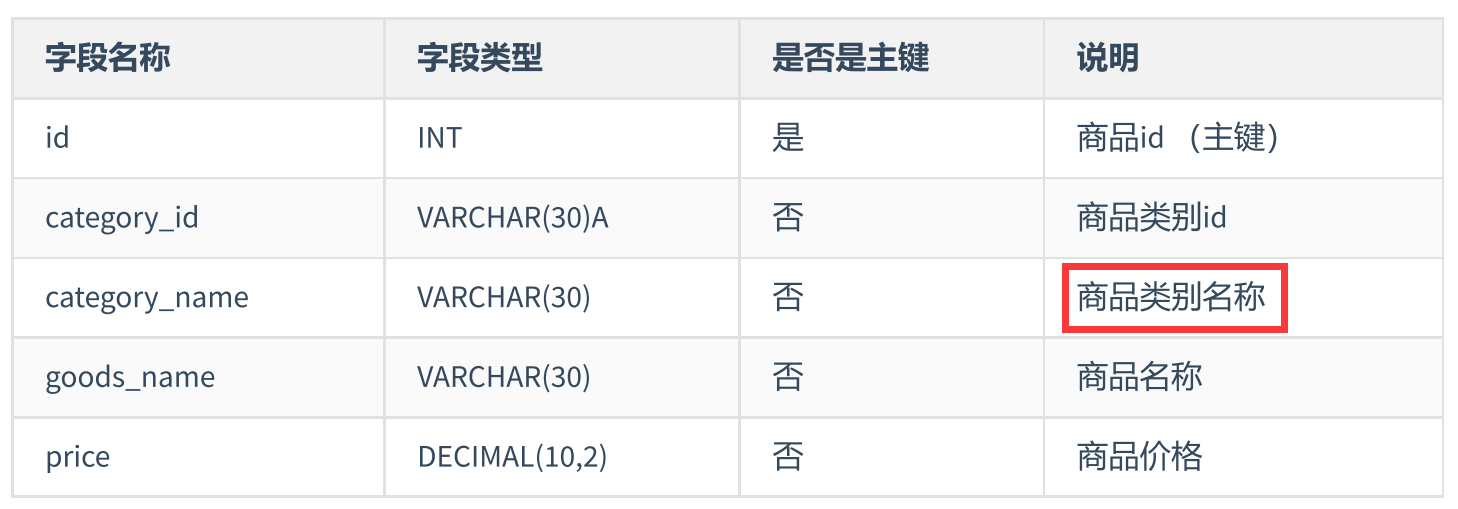 字段名称 字段类型 是否是主键 说明
id INT 是 商品id （主键）
category_id VARCHAR(30)A 否 商品类别id
category_name VARCHAR(30) 否 商品类别名称
goods_name VARCHAR(30) 否 商品名称
price DECIMAL(10,2) 否 商品价格